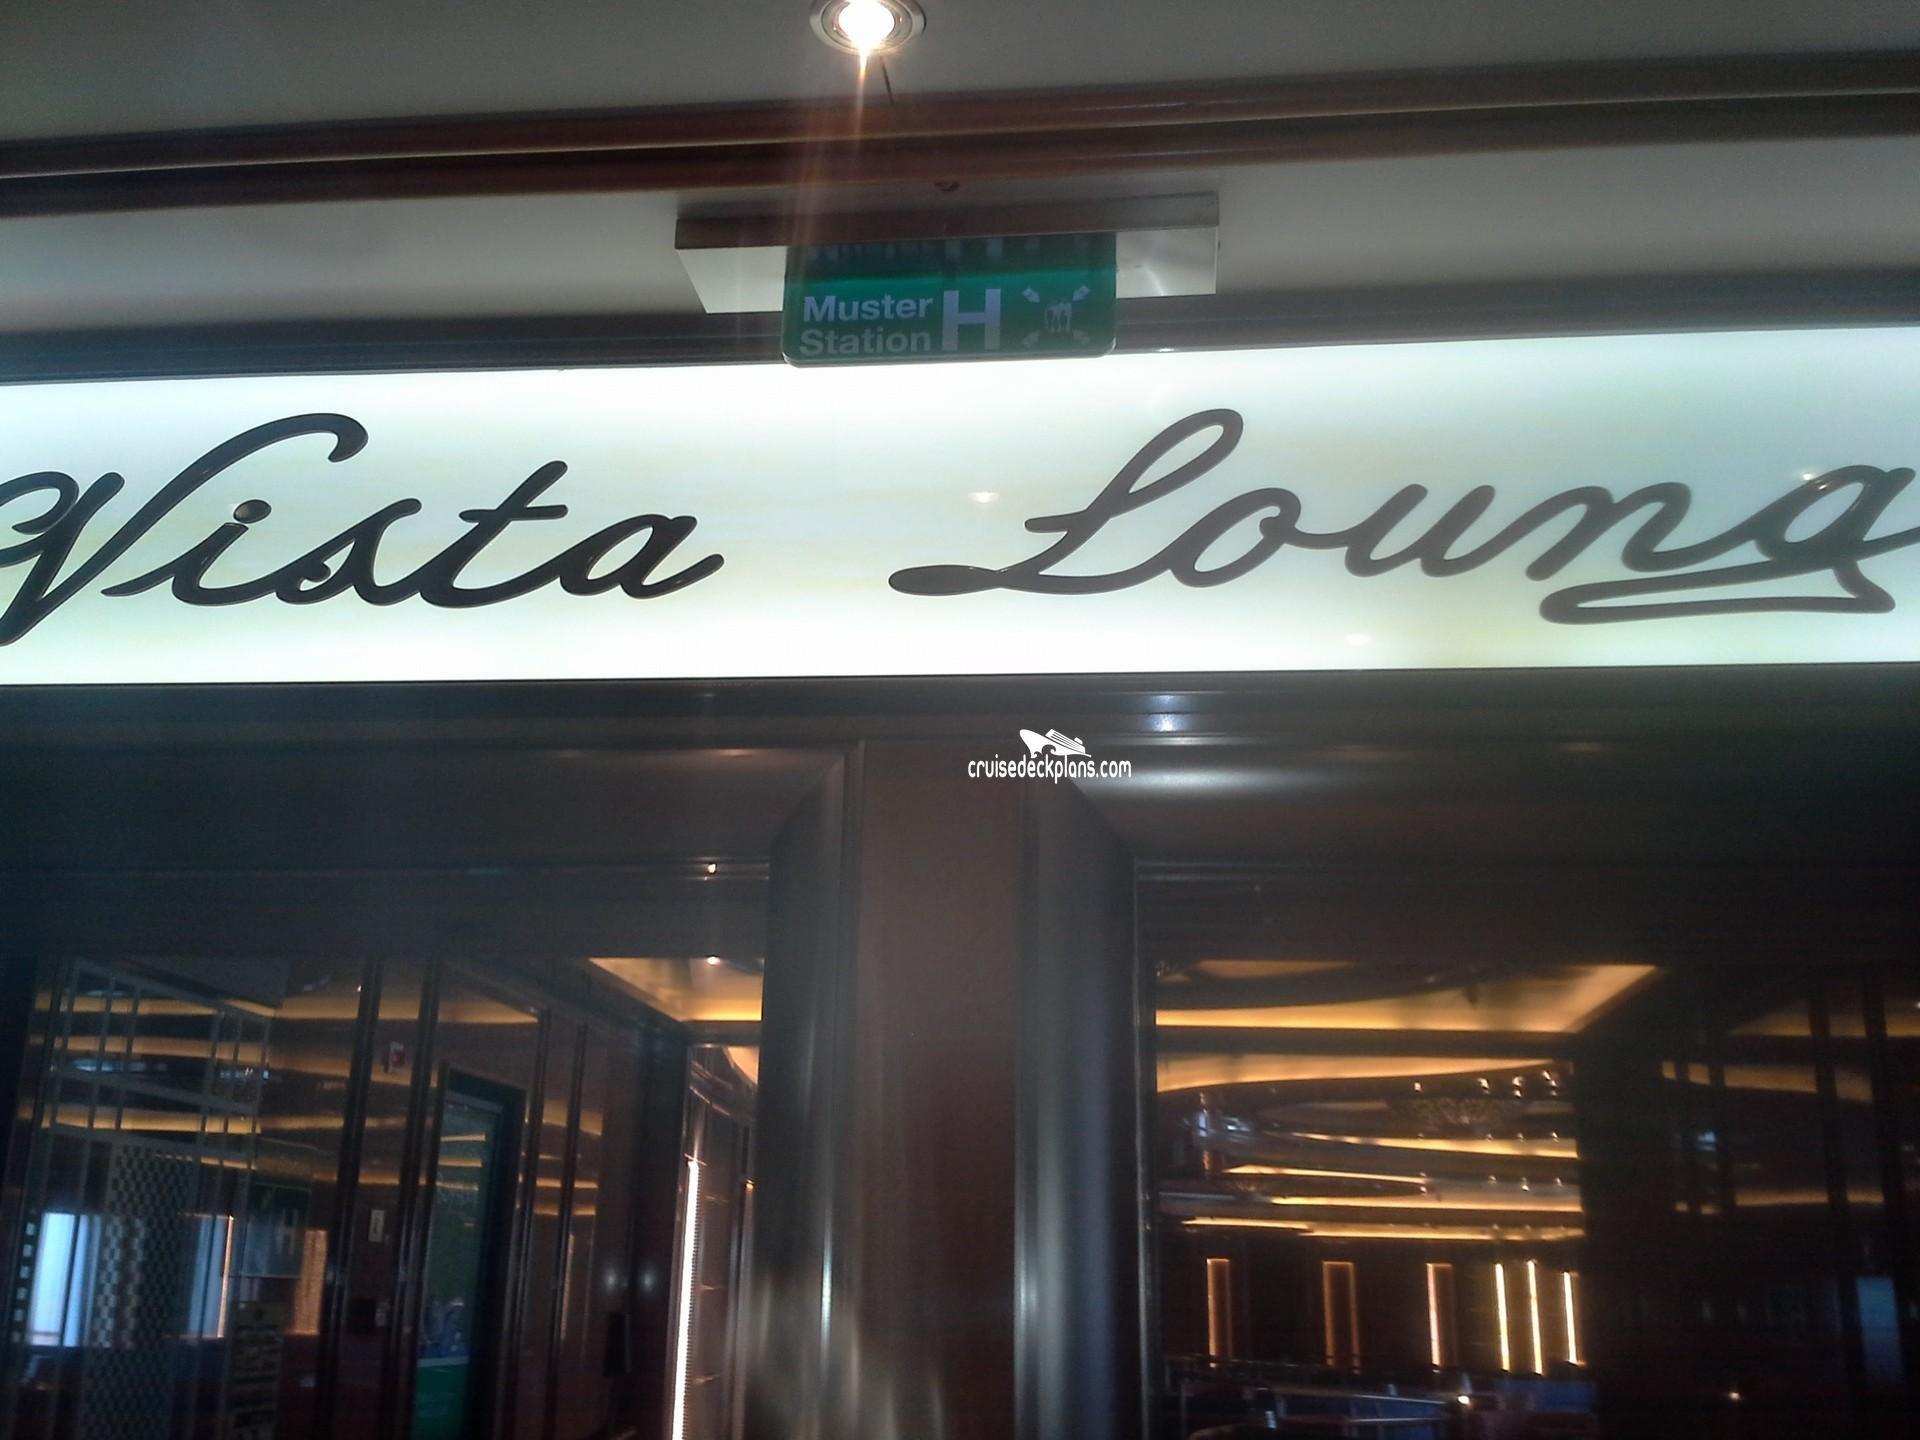 Muster
Station H
Vista Loung
cruisedeckplans.com